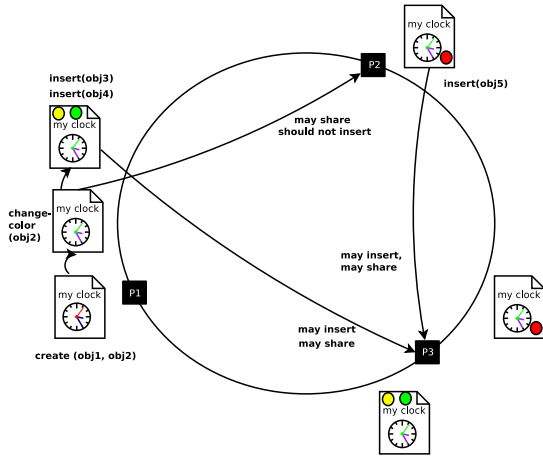 my clock
P2
insert(obj5)
insert(obj3)
insert(obj4)
my clock
may share
should not insert
change-
color
(obj2)
my clock
may insert,
may share
my clock
P1
my clock
create (obj1, obj2)
may insert
may share
P3
my clock